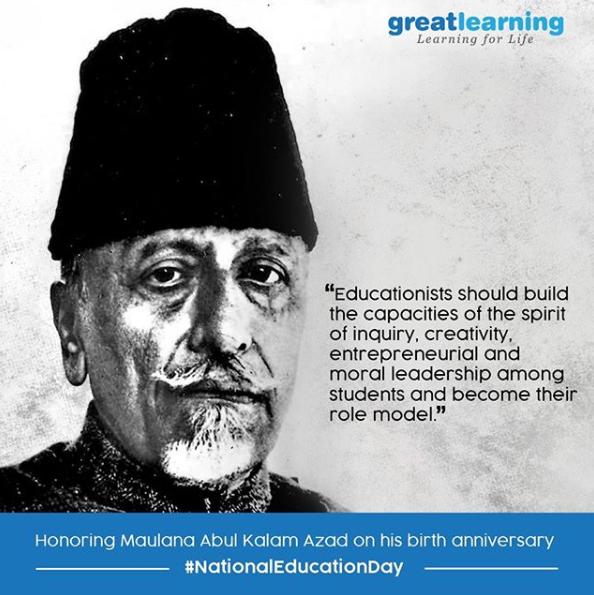 greatlearning
Learning for Life
“Educationists should build
the capacities of the spirit
of inquiry, creativity,
entrepreneurial and
moral leadership among
students and become their
role model.”
Honoring Maulana Abul Kalam Azad on his birth anniversary
#NationalEducationDay